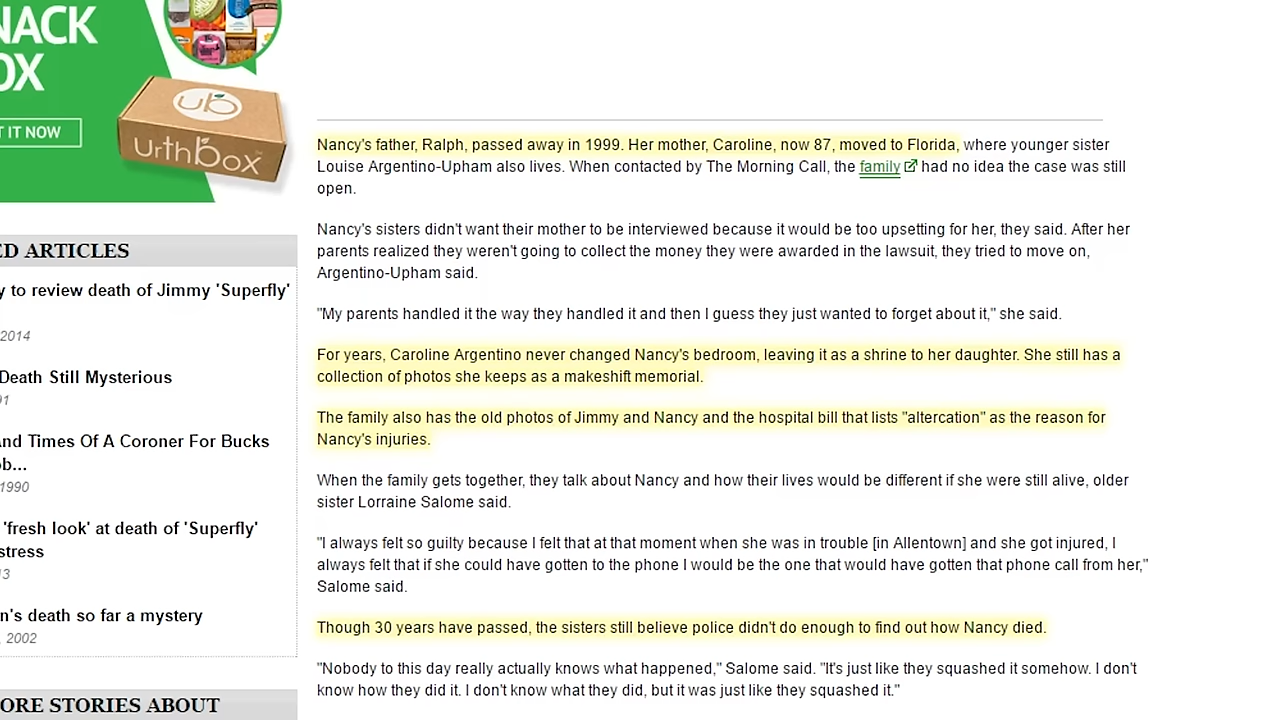 NACK
OX
T IT NOW
ub
Urthbox
ED ARTICLES
y to review death of Jimmy 'Superfly'
2014
Death Still Mysterious
91
And Times Of A Coroner For Bucks
ob...
1990
'fresh look' at death of 'Superfly'
stress
13
n's death so far a mystery
, 2002
ORE STORIES ABOUT
Nancy's father, Ralph, passed away in 1999. Her mother, Caroline, now 87, moved to Florida, where younger sister
Louise Argentino-Upham also lives. When contacted by The Morning Call, the family had no idea the case was still
open.
Nancy's sisters didn't want their mother to be interviewed because it would be too upsetting for her, they said. After her
parents realized they weren't going to collect the money they were awarded in the lawsuit, they tried to move on,
Argentino-Upham said.
"My parents handled it the way they handled it and then I guess they just wanted to forget about it," she said.
For years, Caroline Argentino never changed Nancy's bedroom, leaving it as a shrine to her daughter. She still has a
collection of photos she keeps as a makeshift memorial.
The family also has the old photos of Jimmy and Nancy and the hospital bill that lists "altercation" as the reason for
Nancy's injuries.
When the family gets together, they talk about Nancy and how their lives would be different if she were still alive, older
sister Lorraine Salome said.
"I always felt so guilty because I felt that at that moment when she was in trouble [in Allentown] and she got injured, I
always felt that if she could have gotten to the phone I would be the one that would have gotten that phone call from her,"
Salome said.
Though 30 years have passed, the sisters still believe police didn't do enough to find out how Nancy died.
"Nobody to this day really actually knows what happened," Salome said. "It's just like they squashed it somehow. I don't
know how they did it. I don't know what they did, but it was just like they squashed it."